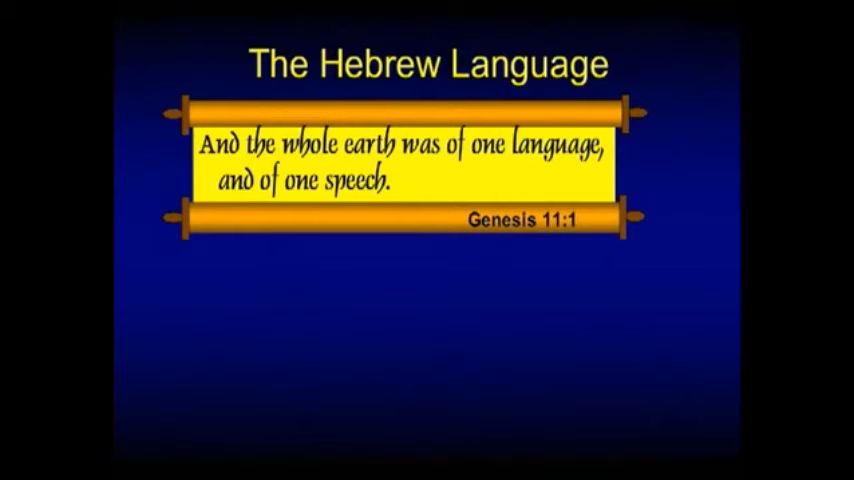 The Hebrew Language
And the whole earth was of one language,
and of one speech.
Genesis 11:1